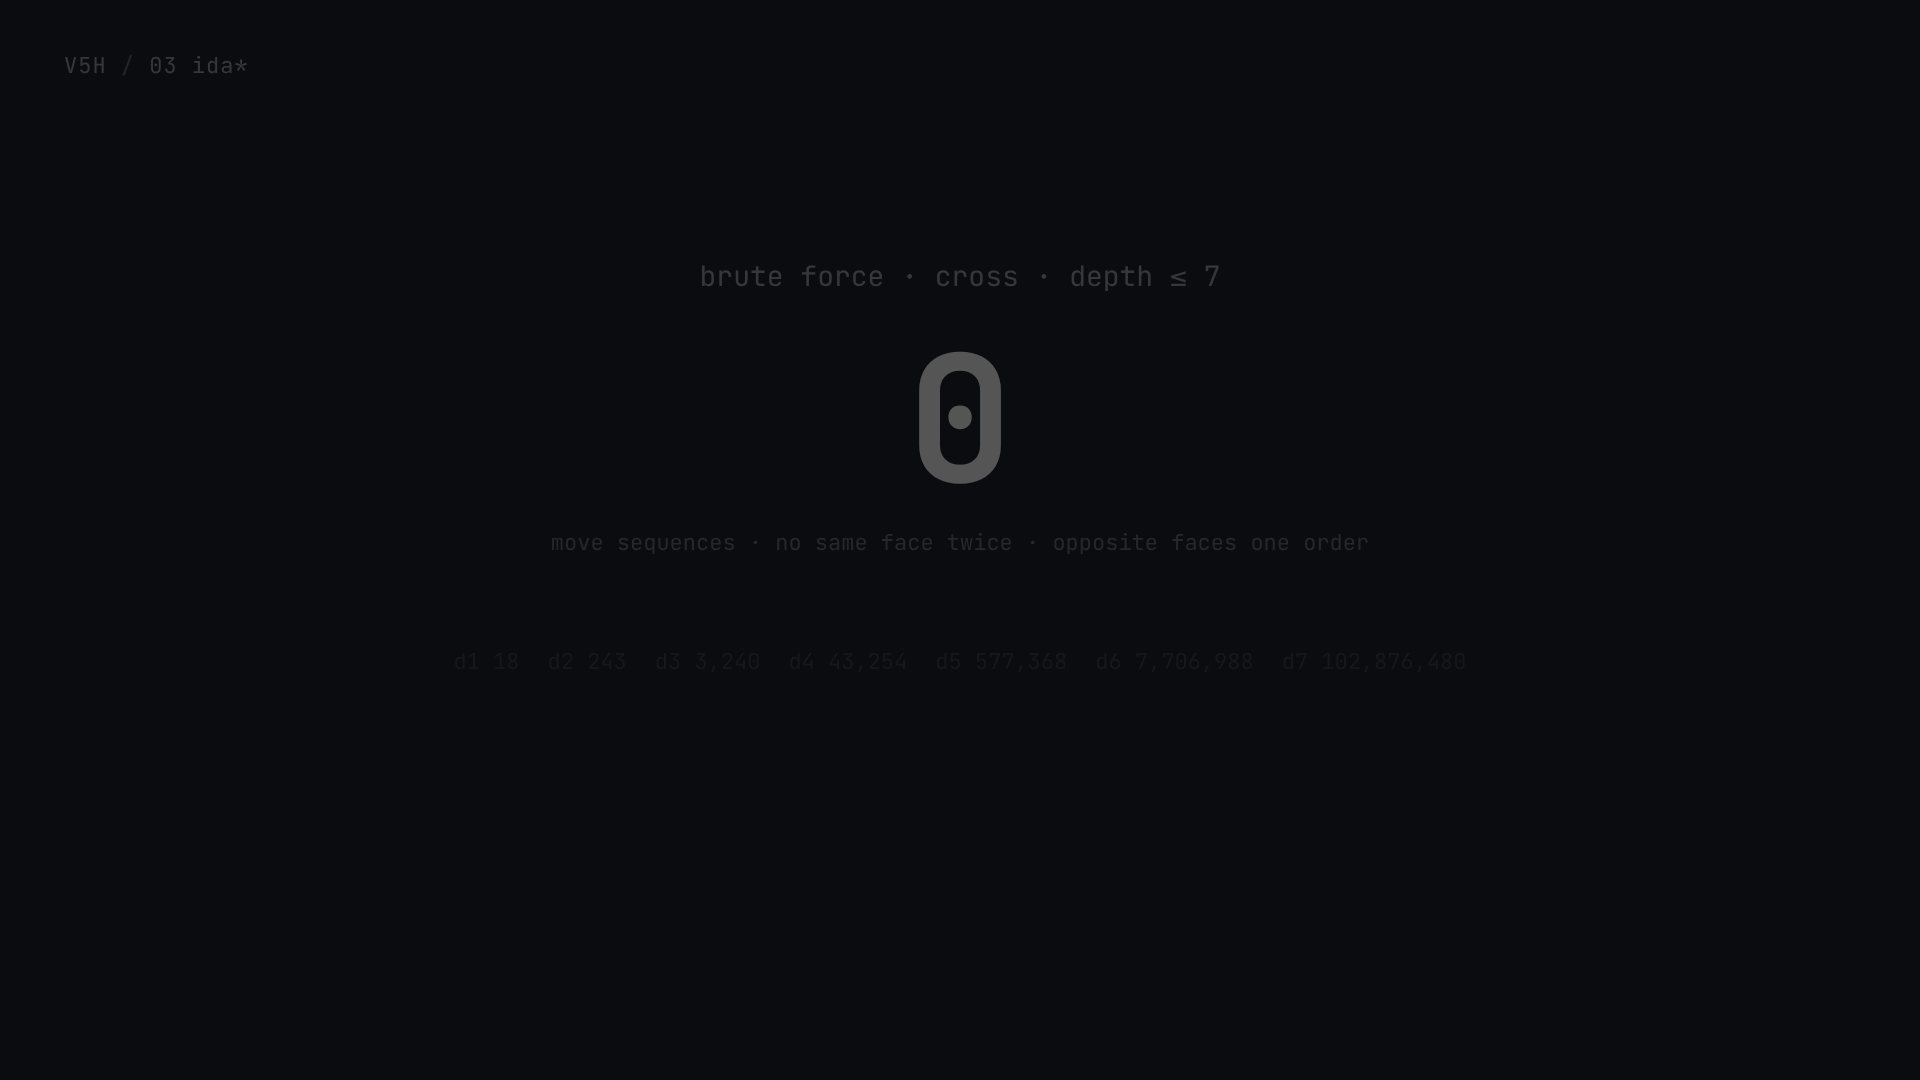 V5H / 03 ida*
brute force · cross · depth ≤ 7
0
move sequences · no same face twice · opposite faces one order
d1 18 d2 243 d3 3,240 d4 43,254 d5 577,368 d6 7,706,988 d7 102,876,480